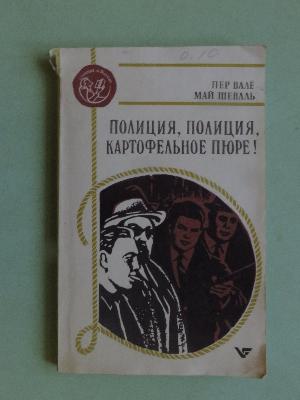 0.10
ПЕР ВАЛЕ
МАЙ ШЕВАЛЬ
ПОЛИЦИЯ, ПОЛИЦИЯ,
КАРТОФЕЛЬНОЕ ПЮРЕ!